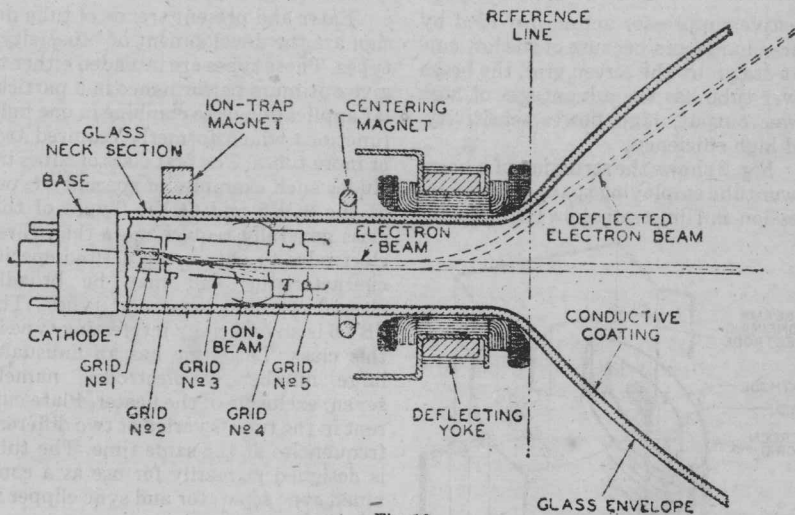 REFERENCE
LINE
ION-TRAP
MAGNET
CENTERING
MAGNET
GLASS
NECK SECTION
BASE
ELECTRON
BEAM
DEFLECTED
ELECTRON BEAM
CATHODE
ION
BEAM
GRID
Nº1
GRID
Nº2
GRID
Nº3
GRID
Nº4
GRID
Nº5
DEFLECTING
YOKE
CONDUCTIVE
COATING
GLASS ENVELOPE